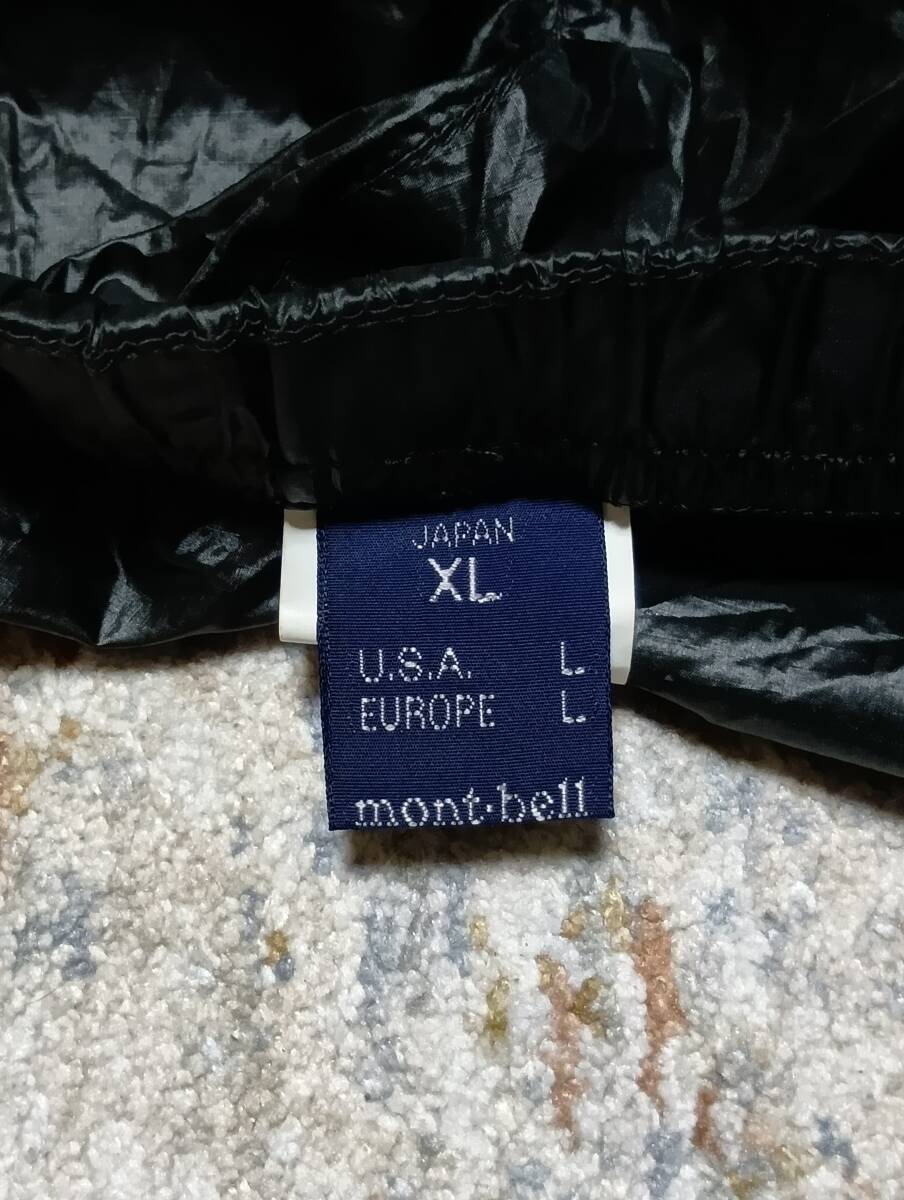 JAPAN
XL
U.S.A. L
EUROPE L
mont-bell